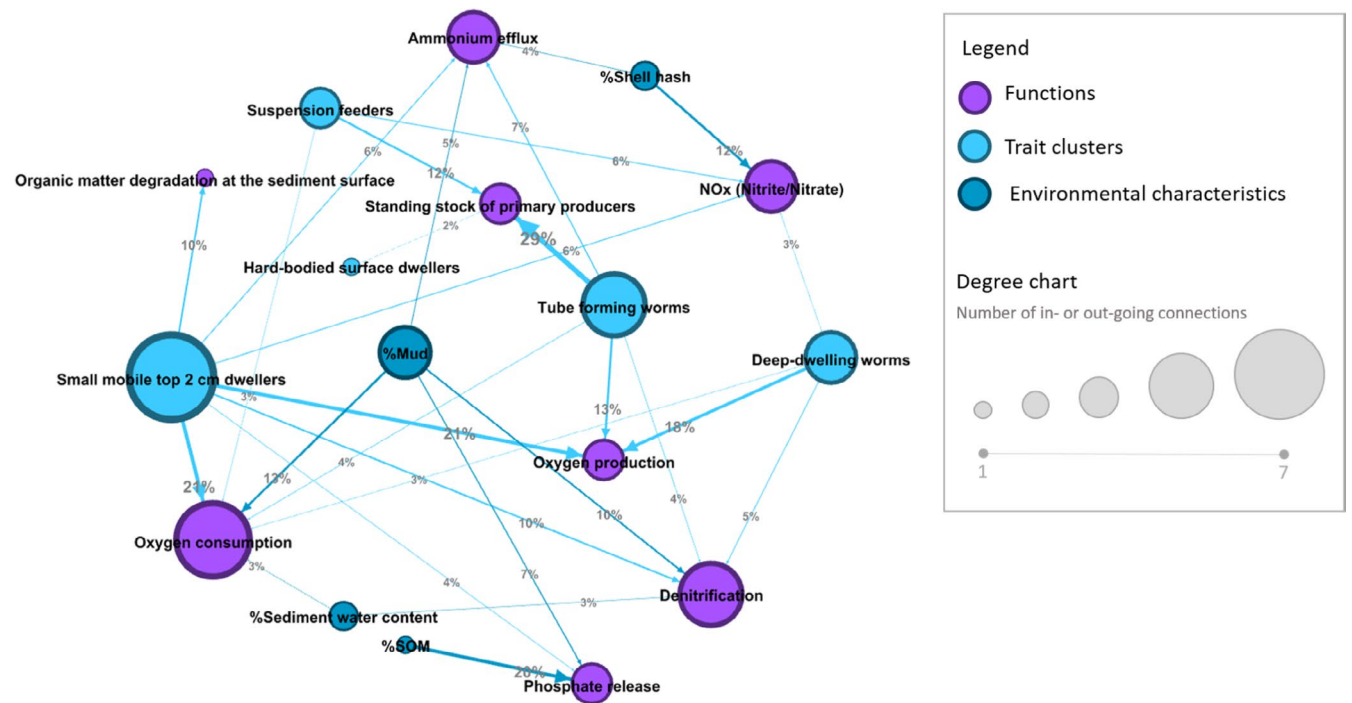 Ammonium efflux
4%
%Shell hash
Suspension feeders
7%
5%
6%
12%
12%
6%
Organic matter degradation at the sediment surface
NOx (Nitrite/Nitrate)
Standing stock of primary producers
2%
29%
6%
3%
10%
Hard-bodied surface dwellers
Tube forming worms
%Mud
Deep-dwelling worms
Small mobile top 2 cm dwellers
3%
13%
21%
18%
4%
3%
Oxygen production
21%
13%
4%
10%
10%
5%
Oxygen consumption
3%
4%
7%
3%
Denitrification
%Sediment water content
%SOM
26%
Phosphate release
Legend
Functions
Trait clusters
Environmental characteristics
Degree chart
Number of in- or out-going connections
1
7